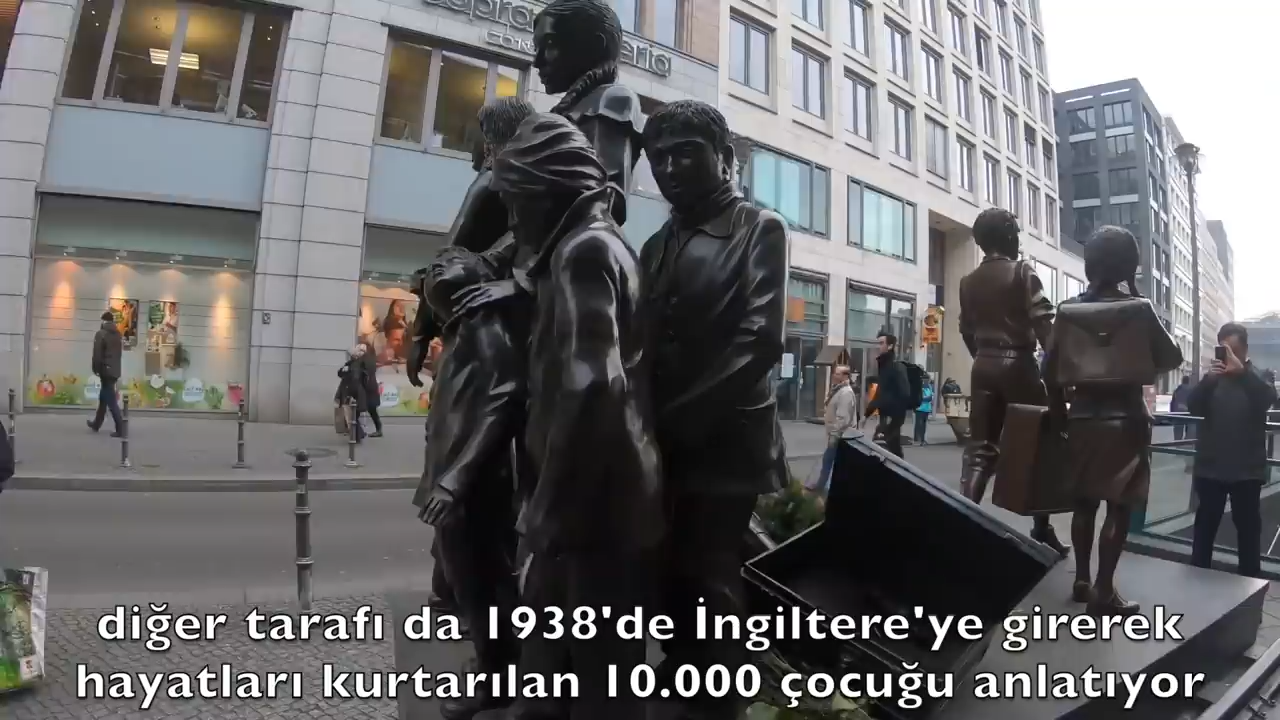 diğer tarafı da 1938'de İngiltere'ye girerek
hayatları kurtarılan 10.000 çocuğu anlatıyor